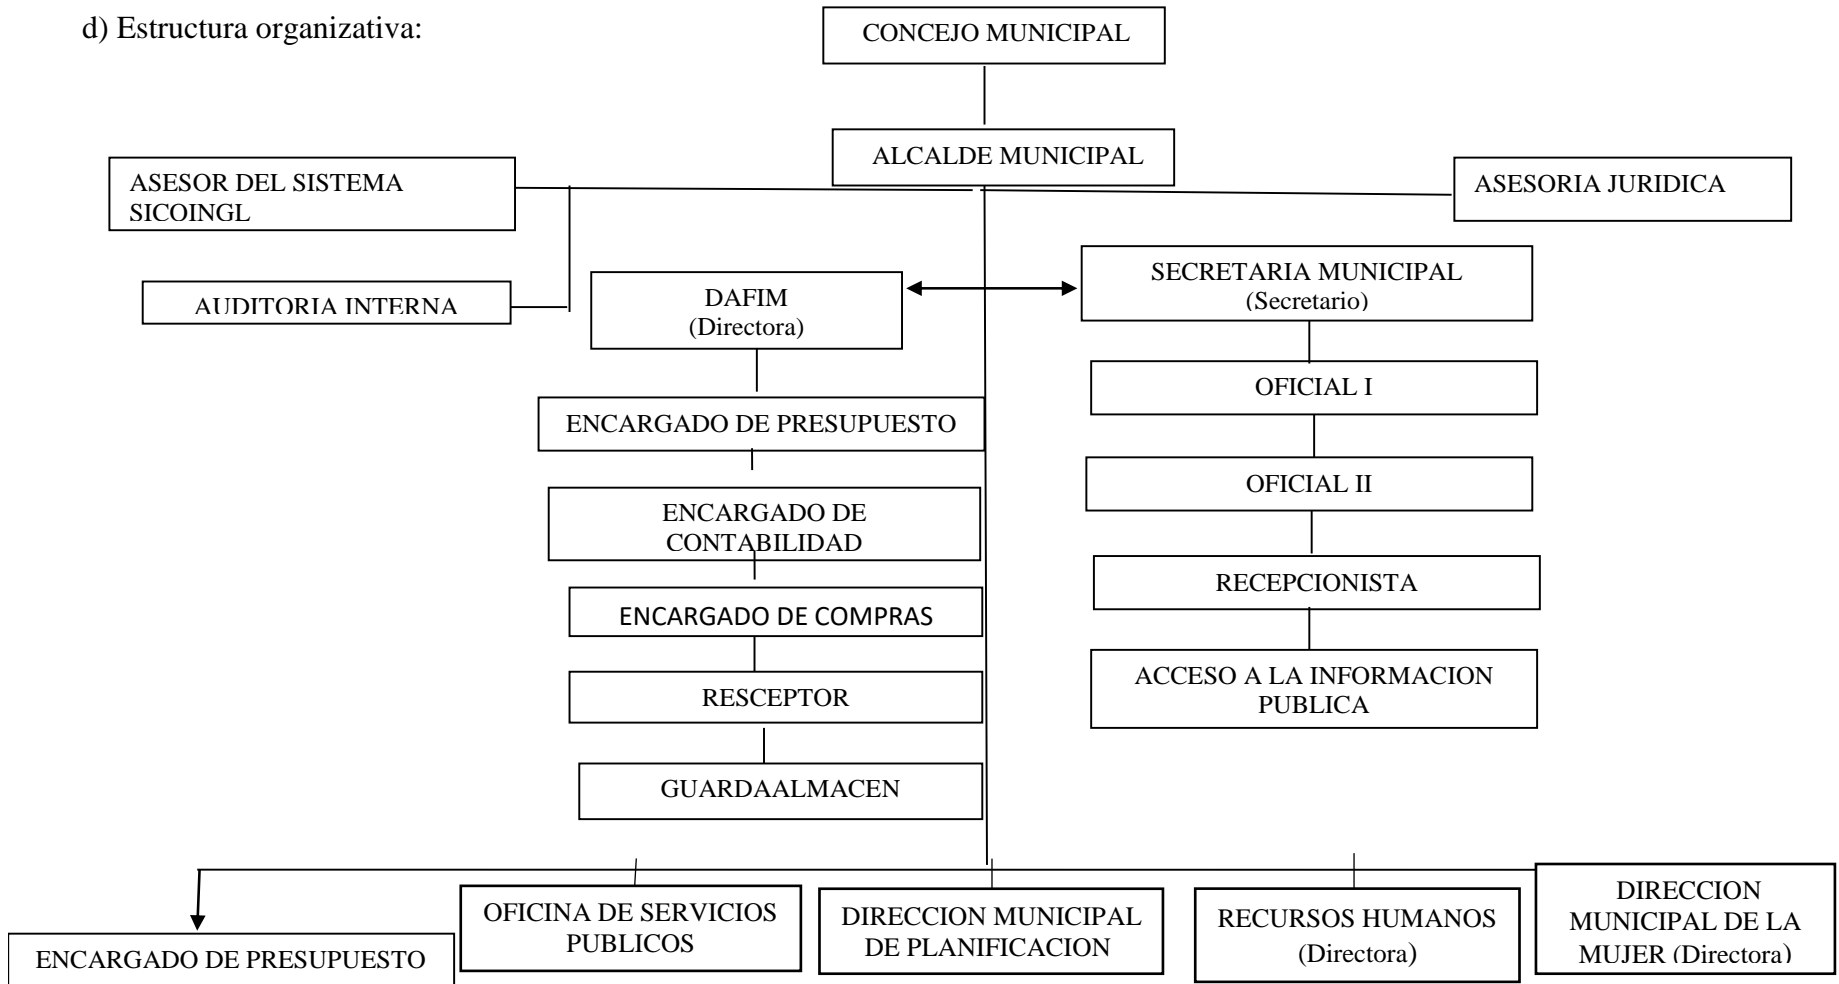 d) Estructura organizativa:
CONCEJO MUNICIPAL
ALCALDE MUNICIPAL
ASESOR DEL SISTEMA
SICOINGL
ASESORIA JURIDICA
AUDITORIA INTERNA
DAFIM
(Directora)
SECRETARIA MUNICIPAL
(Secretario)
ENCARGADO DE PRESUPUESTO
ENCARGADO DE
CONTABILIDAD
ENCARGADO DE COMPRAS
RESCEPTOR
GUARDAALMACEN
OFICIAL I
OFICIAL II
RECEPCIONISTA
ACCESO A LA INFORMACION
PUBLICA
ENCARGADO DE PRESUPUESTO
OFICINA DE SERVICIOS
PUBLICOS
DIRECCION MUNICIPAL
DE PLANIFICACION
RECURSOS HUMANOS
(Directora)
DIRECCION
MUNICIPAL DE LA
MUJER (Directora)